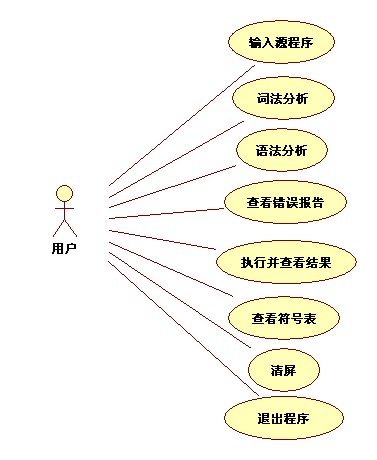 输入源程序
词法分析
语法分析
查看错误报告
用户
执行并查看结果
查看符号表
清屏
退出程序